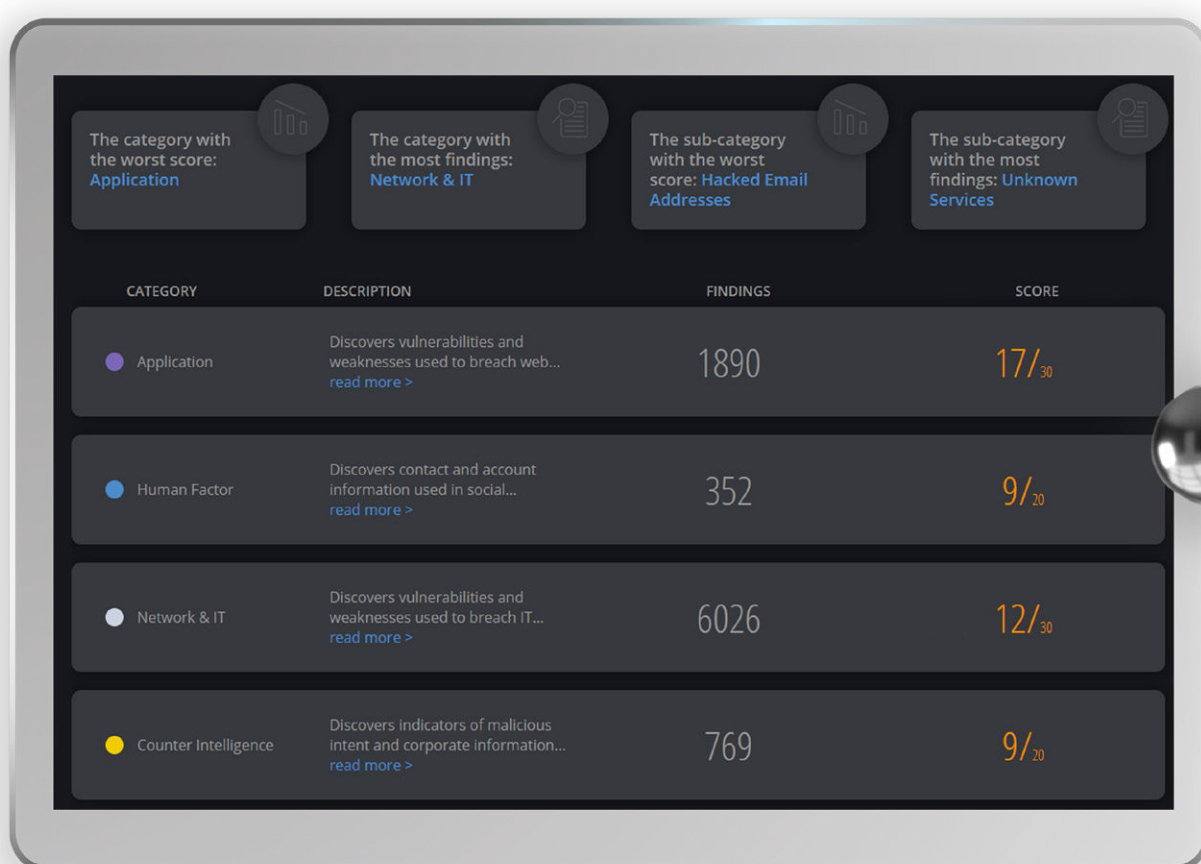 The category with
the worst score:
Application
The category with
the most findings:
Network & IT
The sub-category
with the worst
score: Hacked Email
Addresses
The sub-category
with the most
findings: Unknown
Services
CATEGORY DESCRIPTION FINDINGS SCORE
Application
Discovers vulnerabilities and
weaknesses used to breach web...
read more >
1890
17/30
Human Factor
Discovers contact and account
information used in social...
read more >
352
9/20
Network & IT
Discovers vulnerabilities and
weaknesses used to breach IT...
read more >
6026
12/30
Counter Intelligence
Discovers indicators of malicious
intent and corporate information...
read more >
769
9/20